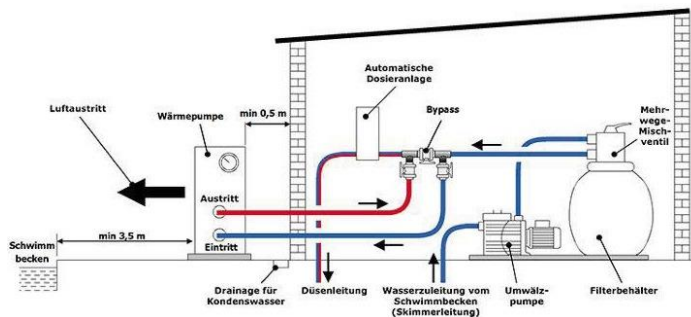 Automatische
Dosieranlage
min 0,5 m
Bypass
Mehr-
wege-
Misch-
ventil
Luftaustritt
Wärmepumpe
Austritt
Eintritt
min 3,5 m
Schwimm
becken
Drainage für
Kondenswasser
Düsenleitung
Wasserzuleitung vom
Schwimmbecken
(Skimmerleitung)
Umwälz-
pumpe
Filterbehälter